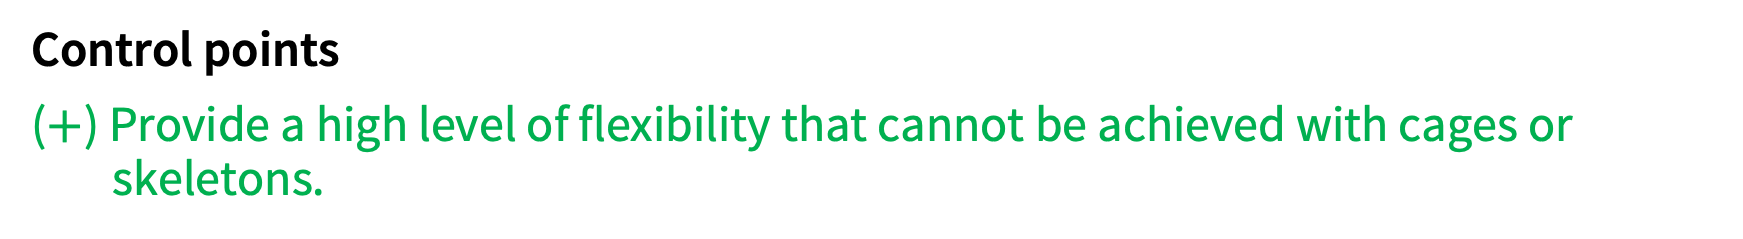 Control points
(+) Provide a high level of flexibility that cannot be achieved with cages or
skeletons.